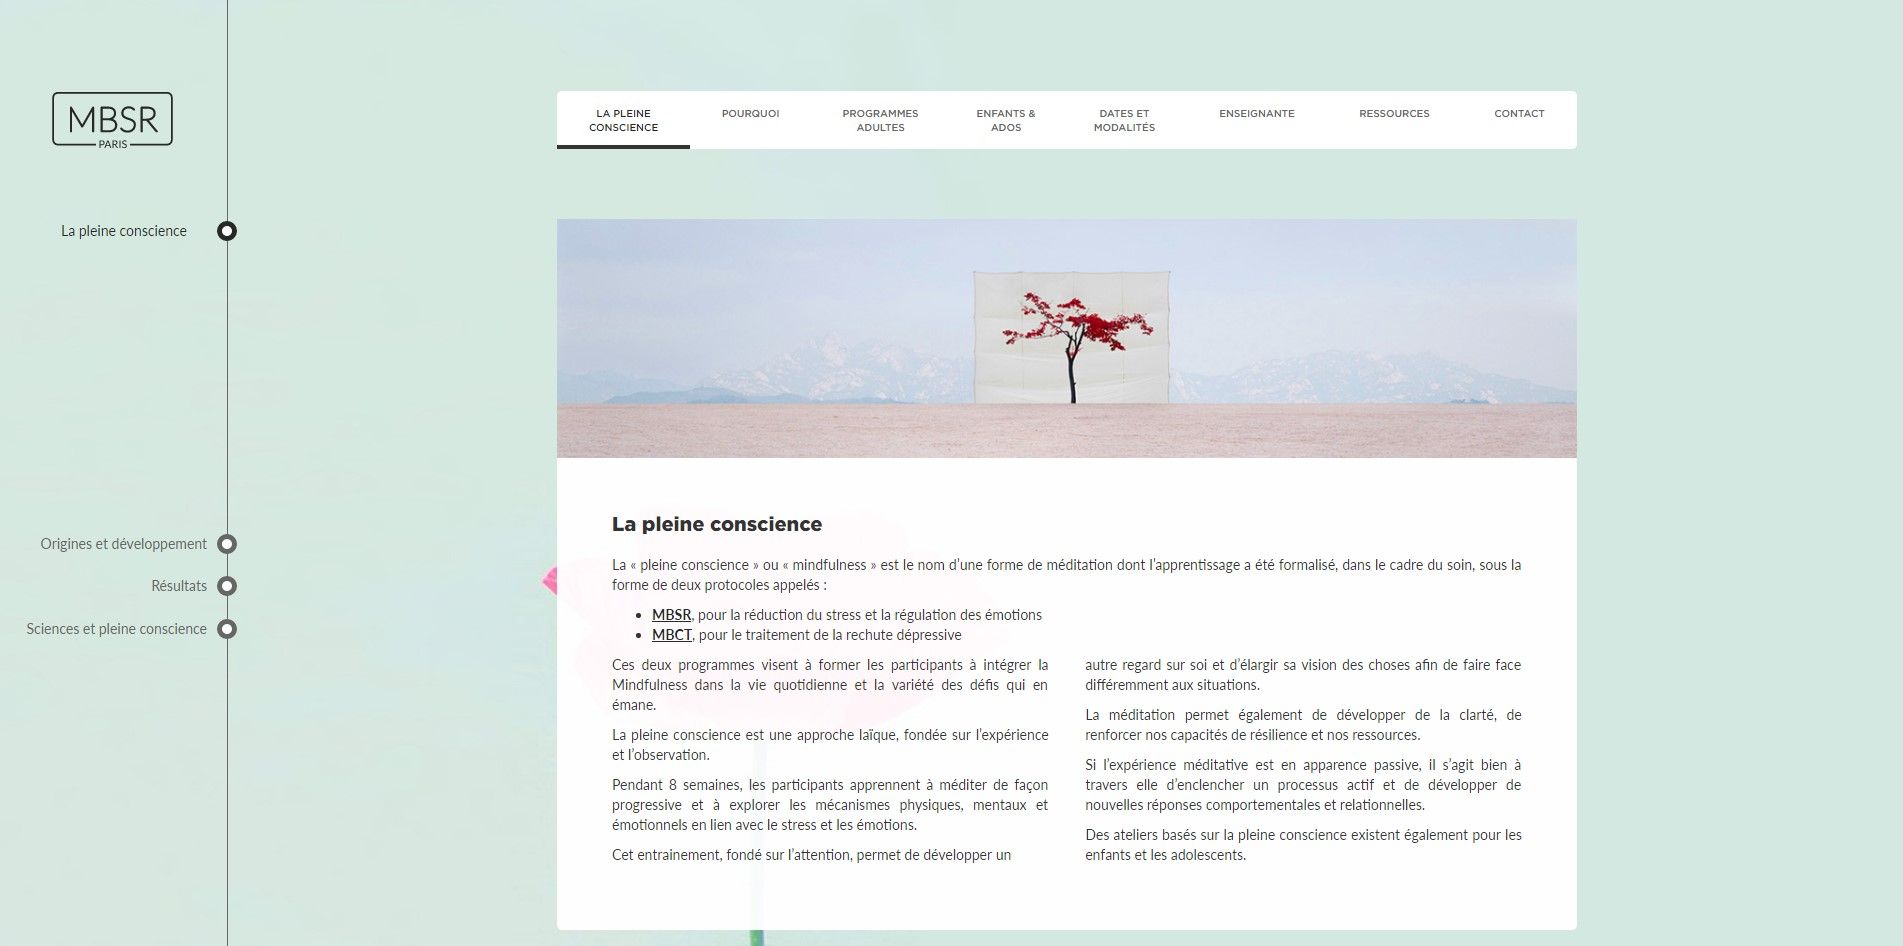 MBSR
PARIS
LA PLEINE
CONSCIENCE
POURQUOI
PROGRAMMES
ADULTES
ENFANTS &
ADOS
DATES ET
MODALITÉS
ENSEIGNANTE
RESSOURCES
CONTACT
La pleine conscience
Origines et développement
Résultats
Sciences et pleine conscience
La pleine conscience
La « pleine conscience » ou « mindfulness » est le nom d’une forme de méditation dont l’apprentissage a été formalisé, dans le cadre du soin, sous la
forme de deux protocoles appelés :
• MBSR, pour la réduction du stress et la régulation des émotions
• MBCT, pour le traitement de la rechute dépressive
Ces deux programmes visent à former les participants à intégrer la
Mindfulness dans la vie quotidienne et la variété des défis qui en
émane.
La pleine conscience est une approche laïque, fondée sur l’expérience
et l’observation.
Pendant 8 semaines, les participants apprennent à méditer de façon
progressive et à explorer les mécanismes physiques, mentaux et
émotionnels en lien avec le stress et les émotions.
Cet entrainement, fondé sur l’attention, permet de développer un
autre regard sur soi et d’élargir sa vision des choses afin de faire face
différemment aux situations.
La méditation permet également de développer de la clarté, de
renforcer nos capacités de résilience et nos ressources.
Si l’expérience méditative est en apparence passive, il s’agit bien à
travers elle d’enclencher un processus actif et de développer de
nouvelles réponses comportementales et relationnelles.
Des ateliers basés sur la pleine conscience existent également pour les
enfants et les adolescents.